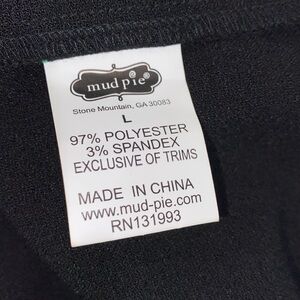 mud pie®
Stone Mountain, GA 30083
L
97% POLYESTER
3% SPANDEX
EXCLUSIVE OF TRIMS
MADE IN CHINA
www.mud-pie.com
RN131993